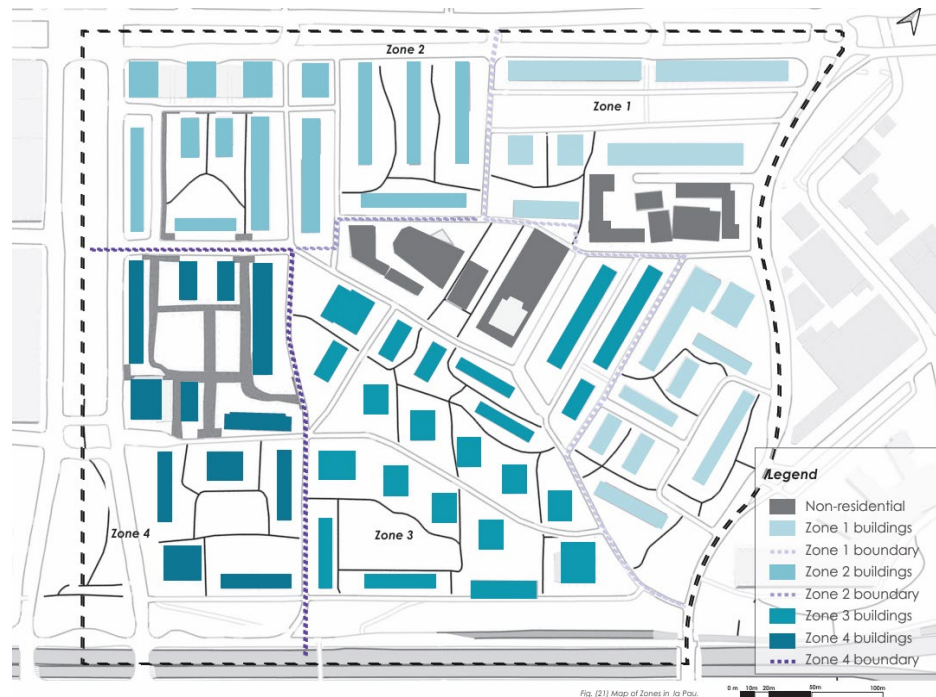 Zone 2
Zone 1
Zone 4
Zone 3
Legend
Non-residential
Zone 1 buildings
Zone 1 boundary
Zone 2 buildings
Zone 2 boundary
Zone 3 buildings
Zone 4 buildings
Zone 4 boundary
Fig. (21) Map of Zones in la Pau.
0 m 10m 20m 50m 100m